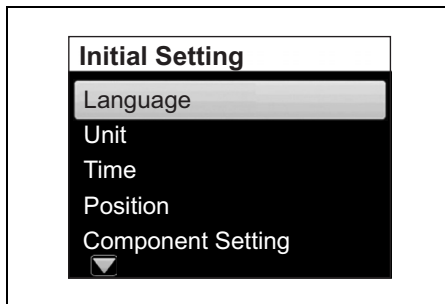 Initial Setting
Language
Unit
Time
Position
Component Setting